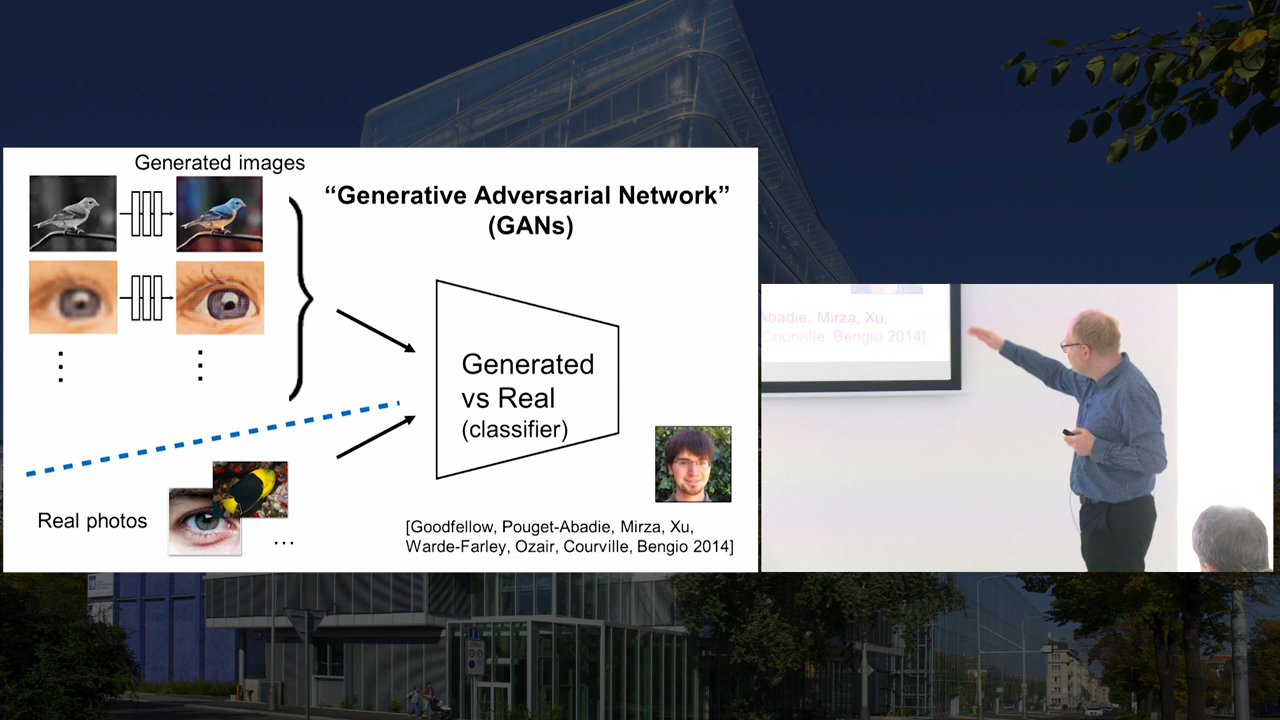 Generated images
“Generative Adversarial Network”
(GANs)
Generated
vs Real
(classifier)
Real photos
...
[Goodfellow, Pouget-Abadie, Mirza, Xu,
Warde-Farley, Ozair, Courville, Bengio 2014]
Abadie, Mirza, Xu,
Courville, Bengio 2014]